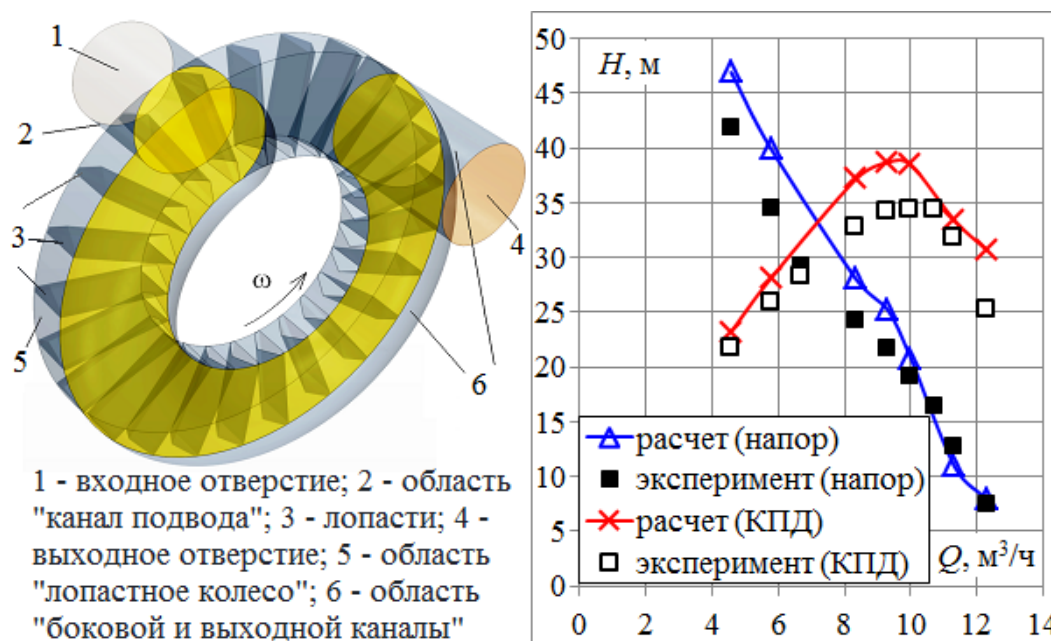 1
2
3
5
4
6
ω
1 - входное отверстие; 2 - область
"канал подвода"; 3 - лопасти; 4 -
выходное отверстие; 5 - область
"лопастное колесо"; 6 - область
"боковой и выходной каналы"
H, м
50
45
40
35
30
25
20
15
10
5
0
расчет (напор)
эксперимент (напор)
расчет (КПД)
эксперимент (КПД)
Q, м³/ч
0 2 4 6 8 10 12 14